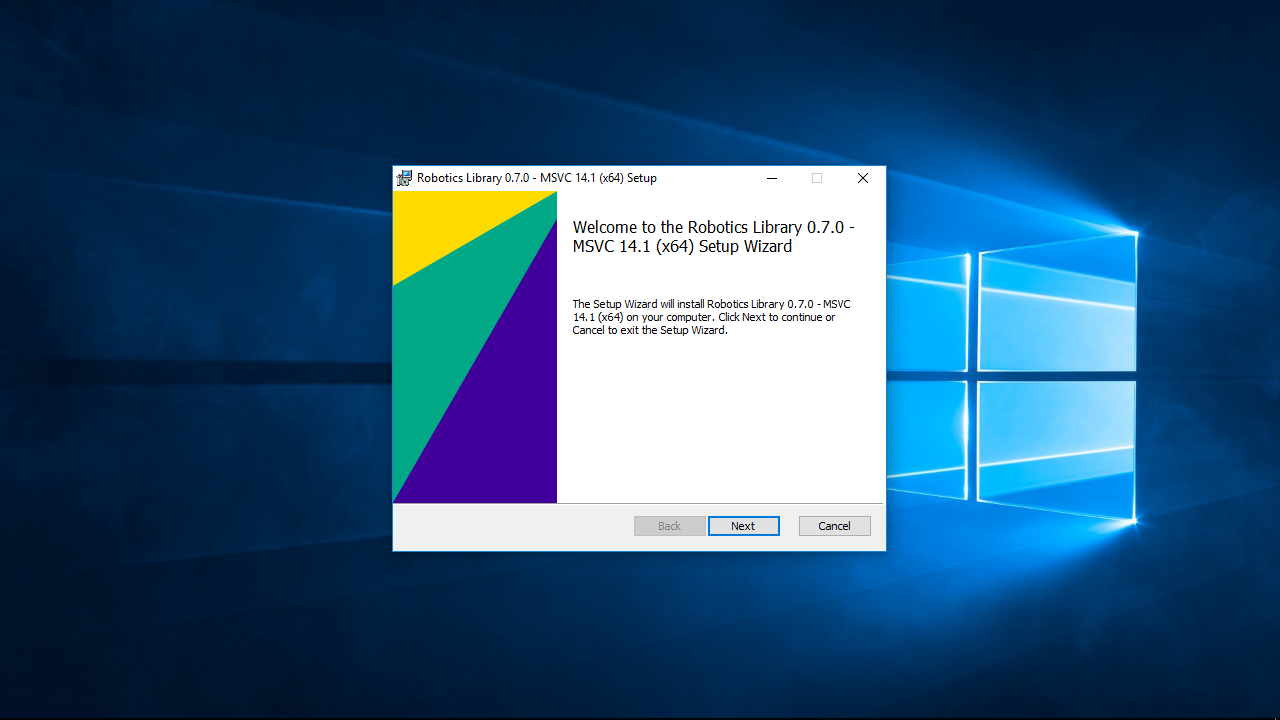 Robotics Library 0.7.0 - MSVC 14.1 (x64) Setup
Welcome to the Robotics Library 0.7.0 -
MSVC 14.1 (x64) Setup Wizard
The Setup Wizard will install Robotics Library 0.7.0 - MSVC
14.1 (x64) on your computer. Click Next to continue or
Cancel to exit the Setup Wizard.
Back Next Cancel